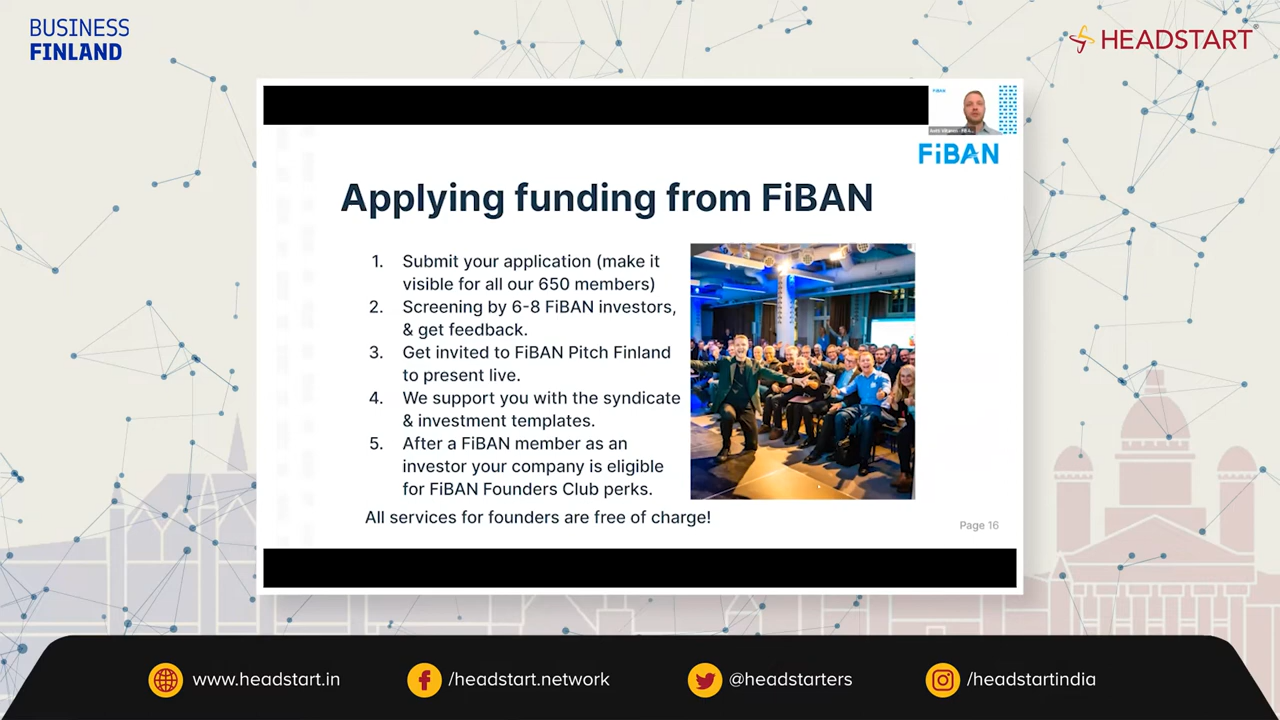 BUSINESS
FINLAND
HEADSTART
FiBAN
Applying funding from FiBAN
1. Submit your application (make it
visible for all our 650 members)
2. Screening by 6-8 FiBAN investors,
& get feedback.
3. Get invited to FiBAN Pitch Finland
to present live.
4. We support you with the syndicate
& investment templates.
5. After a FiBAN member as an
investor your company is eligible
for FiBAN Founders Club perks.
All services for founders are free of charge!
Page 16
www.headstart.in
/headstart.network
@headsterters
/headstartindia